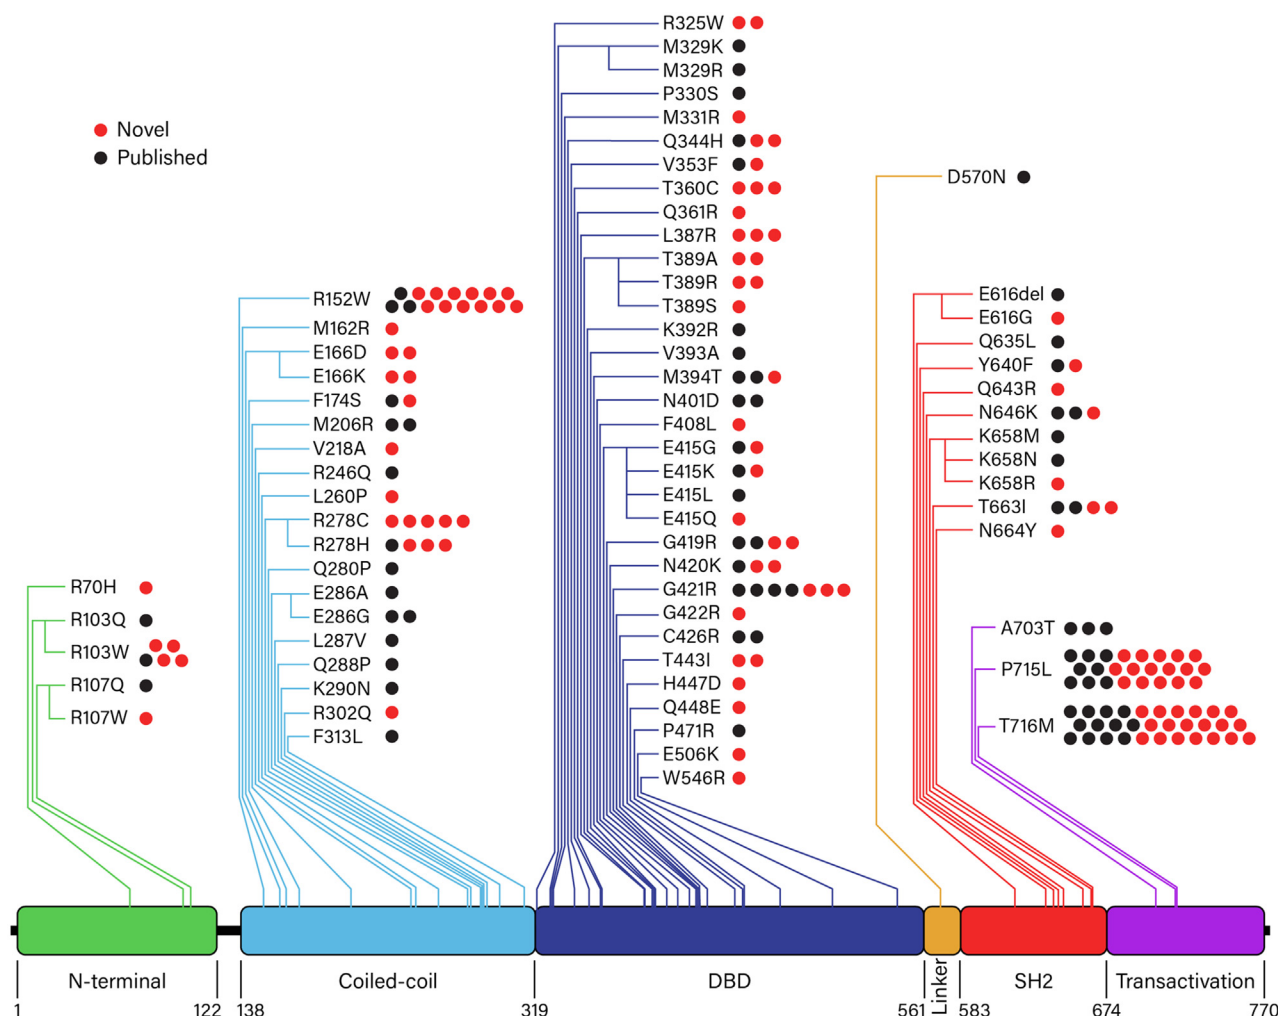 Novel
Published
R70H
R103Q
R103W
R107Q
R107W
R152W
M162R
E166D
E166K
F174S
M206R
V218A
R246Q
L260P
R278C
R278H
Q280P
E286A
E286G
L287V
Q288P
K290N
R302Q
F313L
R325W
M329K
M329R
P330S
M331R
Q344H
V353F
T360C
Q361R
L387R
T389A
T389R
T389S
K392R
V393A
M394T
N401D
F408L
E415G
E415K
E415L
E415Q
G419R
N420K
G421R
G422R
C426R
T443I
H447D
Q448E
P471R
E506K
W546R
D570N
E616del
E616G
Q635L
Y640F
Q643R
N646K
K658M
K658N
K658R
T663I
N664Y
A703T
P715L
T716M
N-terminal
Coiled-coil
DBD
Linker
SH2
Transactivation
1 122 138 319 561 583 674 770